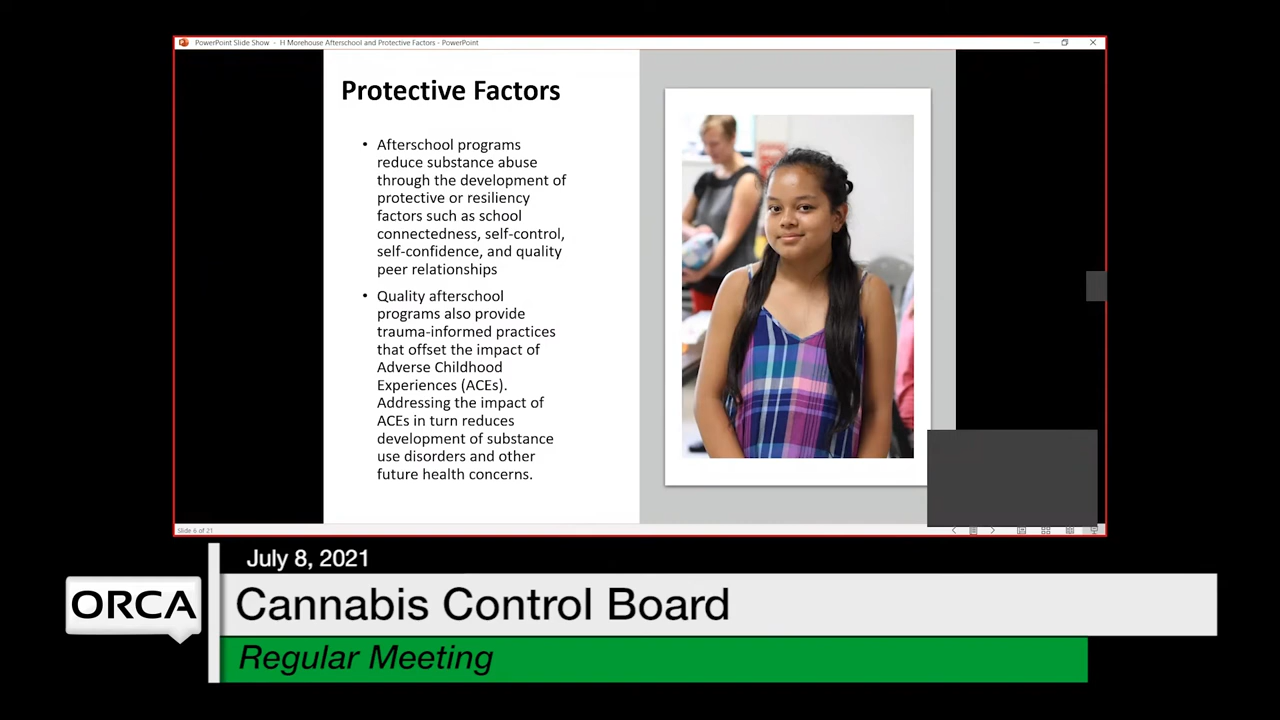 PowerPoint Slide Show - H Morehouse Afterschool and Protective Factors - PowerPoint
Protective Factors
• Afterschool programs
reduce substance abuse
through the development of
protective or resiliency
factors such as school
connectedness, self-control,
self-confidence, and quality
peer relationships
• Quality afterschool
programs also provide
trauma-informed practices
that offset the impact of
Adverse Childhood
Experiences (ACEs).
Addressing the impact of
ACEs in turn reduces
development of substance
use disorders and other
future health concerns.
Slide 6 of 21
July 8, 2021
ORCA
Cannabis Control Board
Regular Meeting